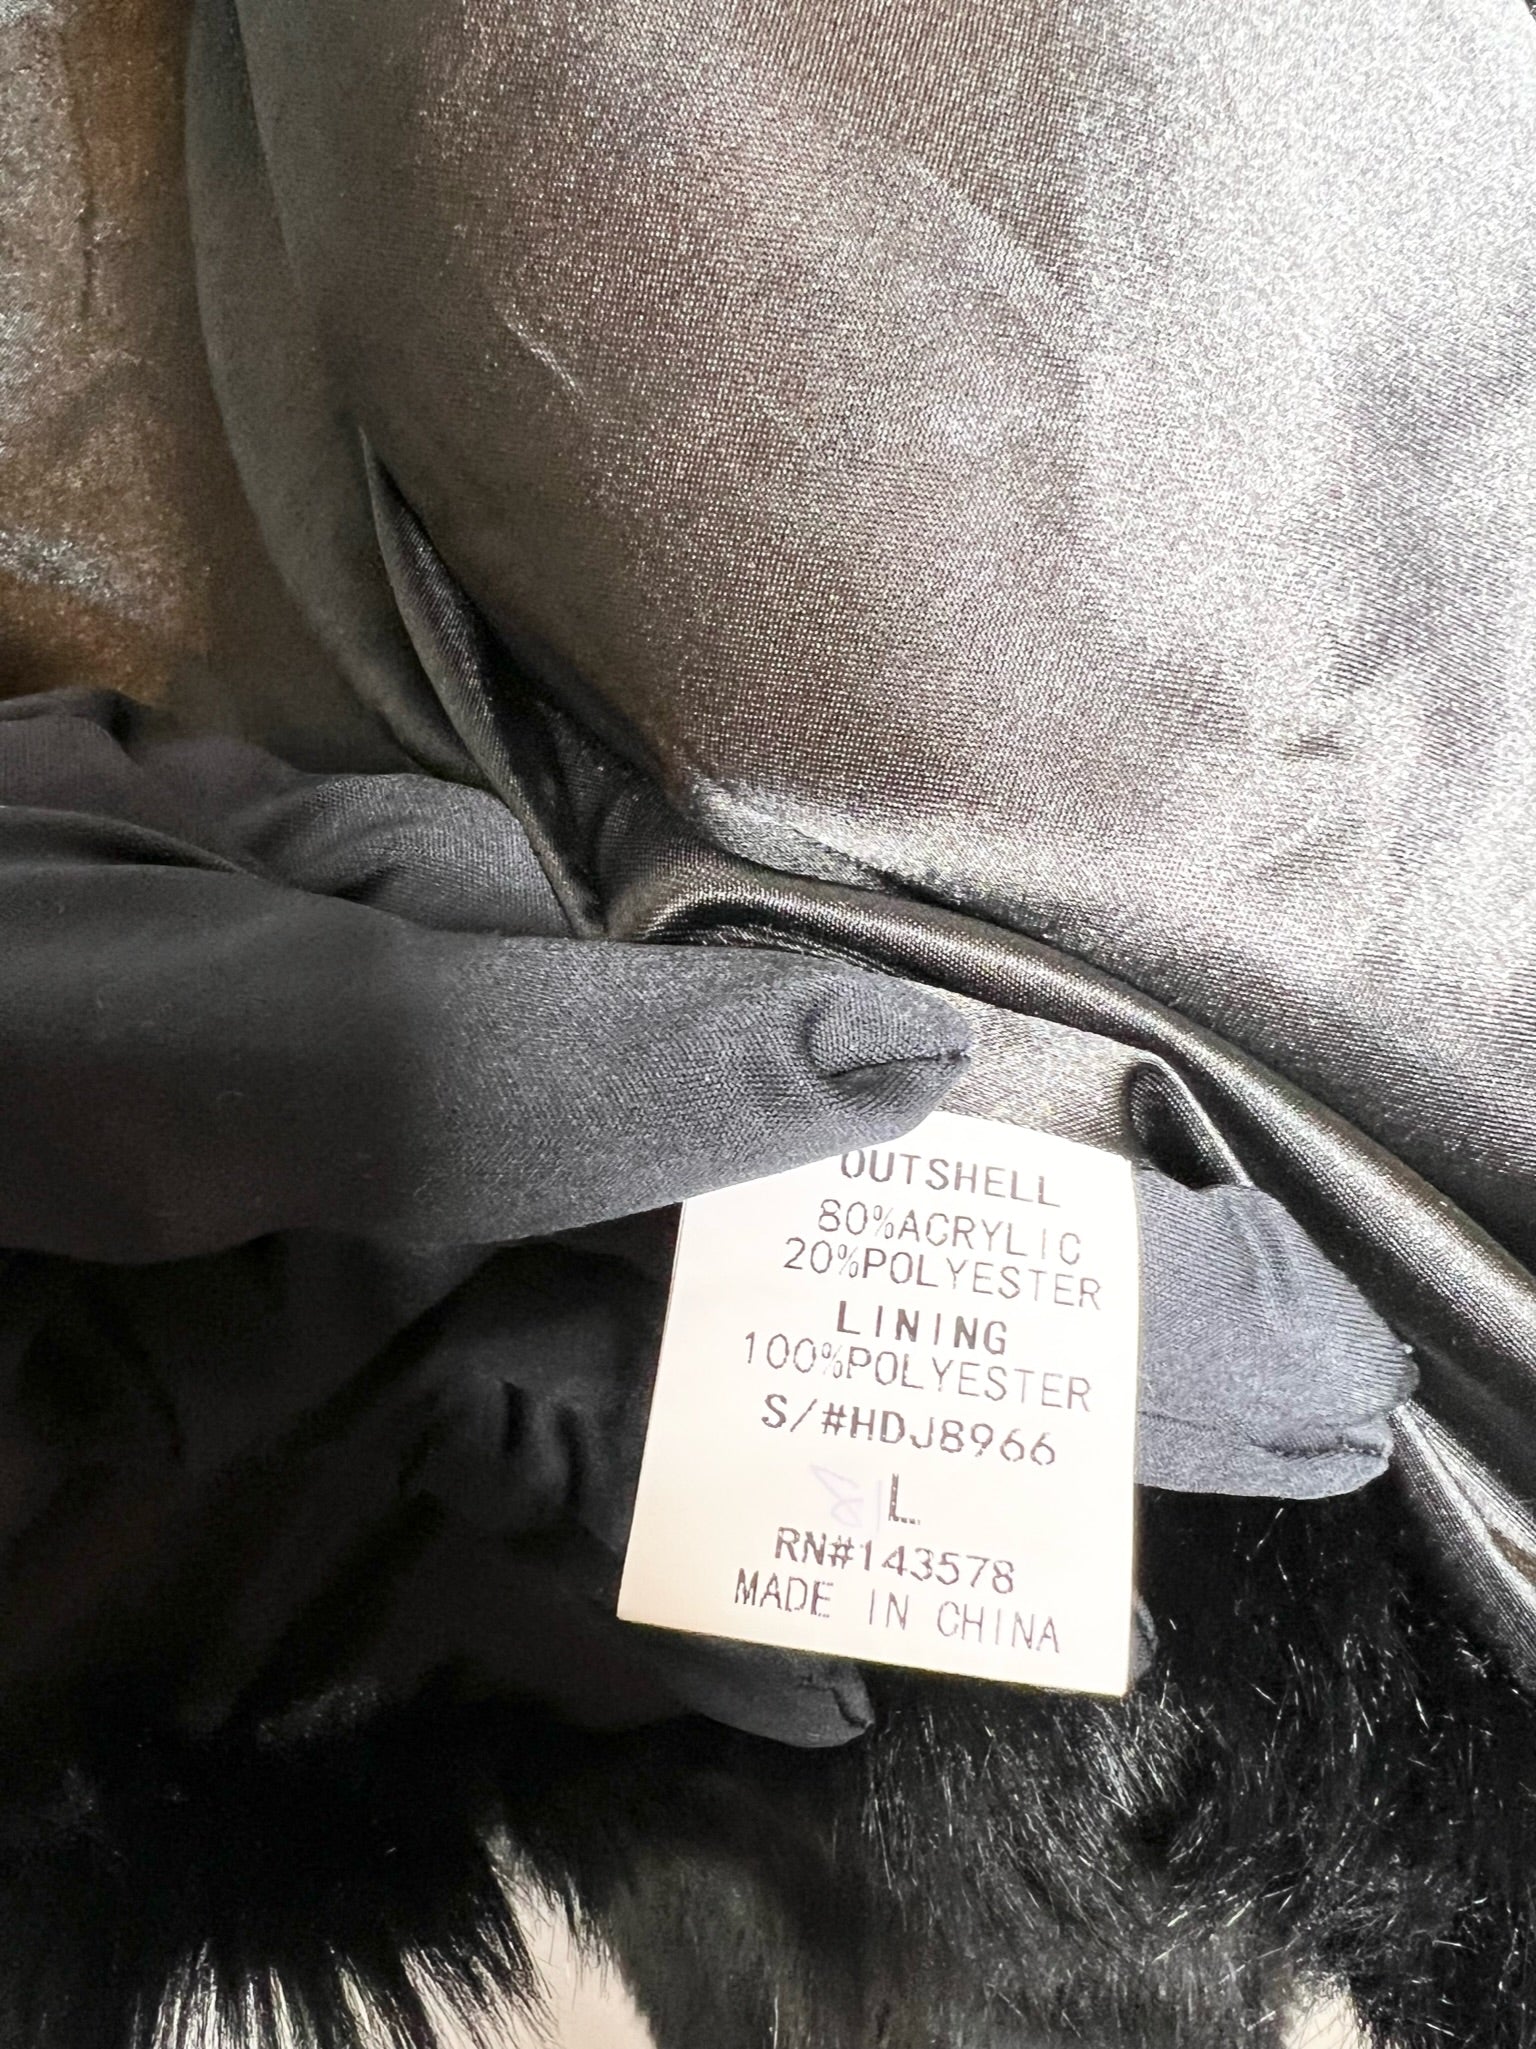 OUTSHELL
80%ACRYLIC
20%POLYESTER
LINING
100%POLYESTER
S/#HDJ8966
L
RN#143578
MADE IN CHINA